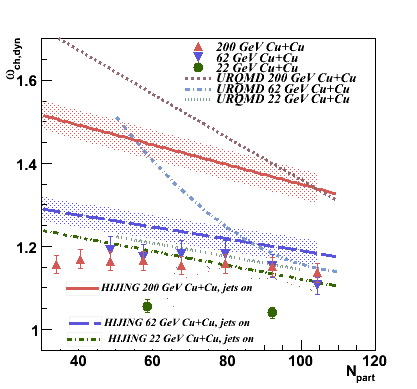 ω_ch,dyn
1.6
1.4
1.2
1
40 60 80 100 120
N_part
200 GeV Cu+Cu
62 GeV Cu+Cu
22 GeV Cu+Cu
URQMD 200 GeV Cu+Cu
URQMD 62 GeV Cu+Cu
URQMD 22 GeV Cu+Cu
HIJING 200 GeV Cu+Cu, jets on
HIJING 62 GeV Cu+Cu, jets on
HIJING 22 GeV Cu+Cu, jets on